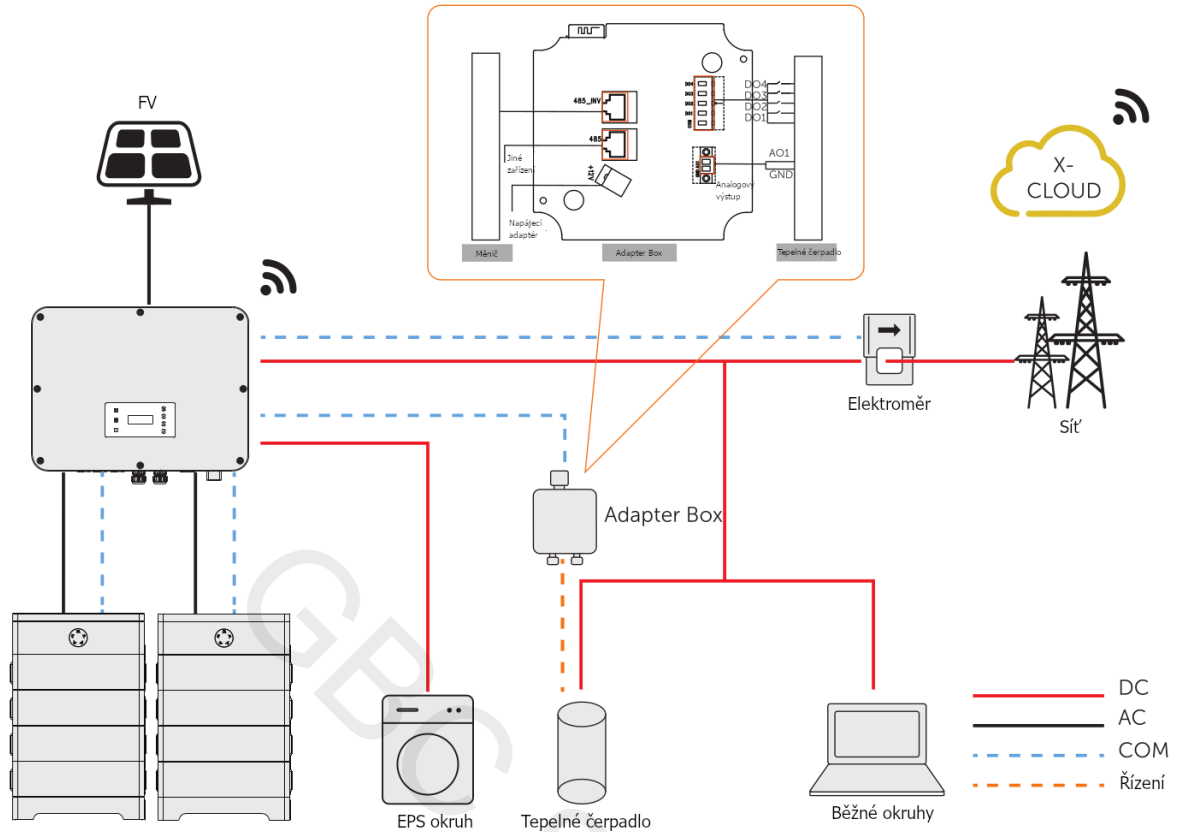 FV
485_INV
485
+12V
Jiné
zařízení
Napájecí
adaptér
DO4
DO3
DO2
DO1
AO1
GND
Analogový
výstup
Měnič
Adapter Box
Tepelné čerpadlo
X-
CLOUD
Elektroměr
Síť
Adapter Box
EPS okruh
Tepelné čerpadlo
Běžné okruhy
DC
AC
COM
Řízení
GBC